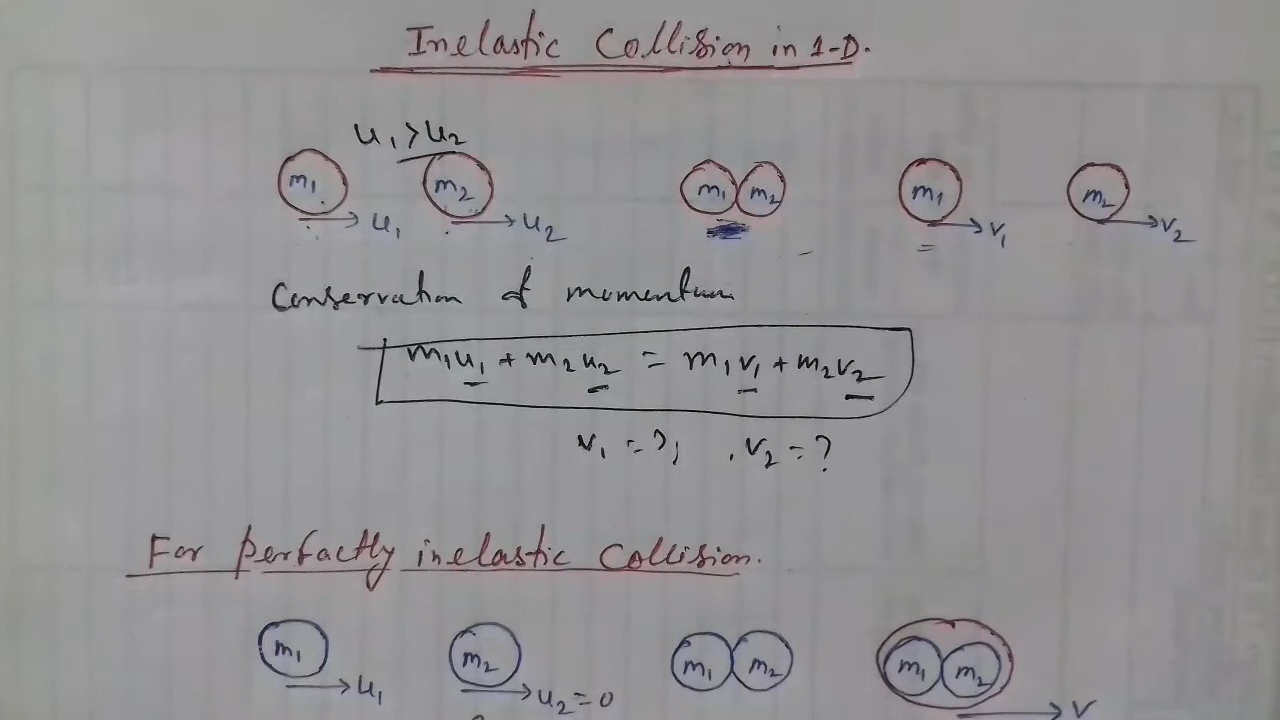 Inelastic Collision in 1-D.
u₁>u₂
m₁ m₂ m₁ m₂ m₁ m₂
u₁ u₂ v₁ v₂
Conservation of momentum
m₁u₁ + m₂u₂ = m₁v₁ + m₂v₂
v₁ = ?, v₂ = ?
For perfactly inelastic Collision.
m₁ m₂ m₁ m₂ m₁ m₂
u₁ u₂=0 v